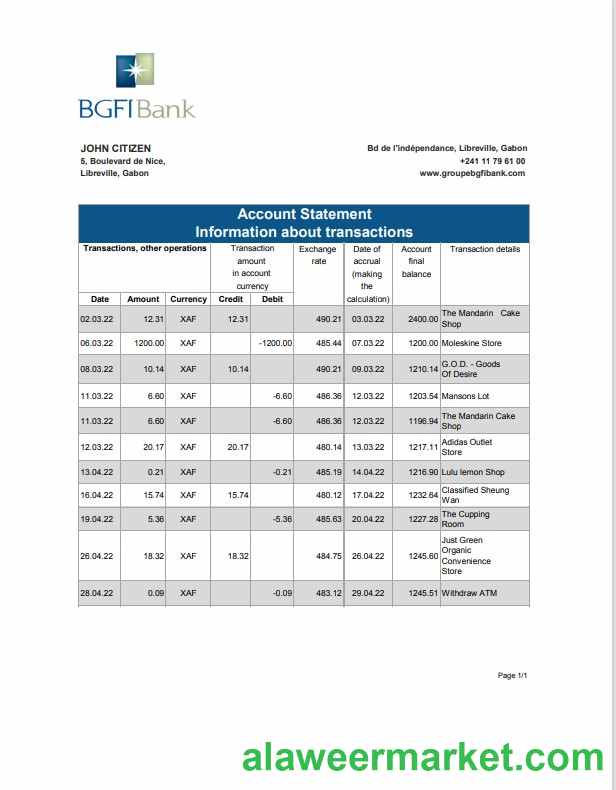 BGFIBank
JOHN CITIZEN
5, Boulevard de Nice,
Libreville, Gabon
Bd de l'indépendance, Libreville, Gabon
+241 11 79 61 00
www.groupebgfibank.com
Account Statement
Information about transactions
Transactions, other operations
Transaction
amount
in account
currency
Exchange
rate
Date of
accrual
(making
the
calculation)
Account
final
balance
Transaction details
Date Amount Currency Credit Debit
02.03.22 12.31 XAF 12.31 490.21 03.03.22 2400.00 The Mandarin Cake
Shop
06.03.22 1200.00 XAF -1200.00 485.44 07.03.22 1200.00 Moleskine Store
08.03.22 10.14 XAF 10.14 490.21 09.03.22 1210.14 G.O.D. - Goods
Of Desire
11.03.22 6.60 XAF -6.60 486.36 12.03.22 1203.54 Mansons Lot
11.03.22 6.60 XAF -6.60 486.36 12.03.22 1196.94 The Mandarin Cake
Shop
12.03.22 20.17 XAF 20.17 480.14 13.03.22 1217.11 Adidas Outlet
Store
13.04.22 0.21 XAF -0.21 485.19 14.04.22 1216.90 Lulu lemon Shop
16.04.22 15.74 XAF 15.74 480.12 17.04.22 1232.64 Classified Sheung
Wan
19.04.22 5.36 XAF -5.36 485.63 20.04.22 1227.28 The Cupping
Room
26.04.22 18.32 XAF 18.32 484.75 26.04.22 1245.60 Just Green
Organic
Convenience
Store
28.04.22 0.09 XAF -0.09 483.12 29.04.22 1245.51 Withdraw ATM
Page 1/1
alaweermarket.com